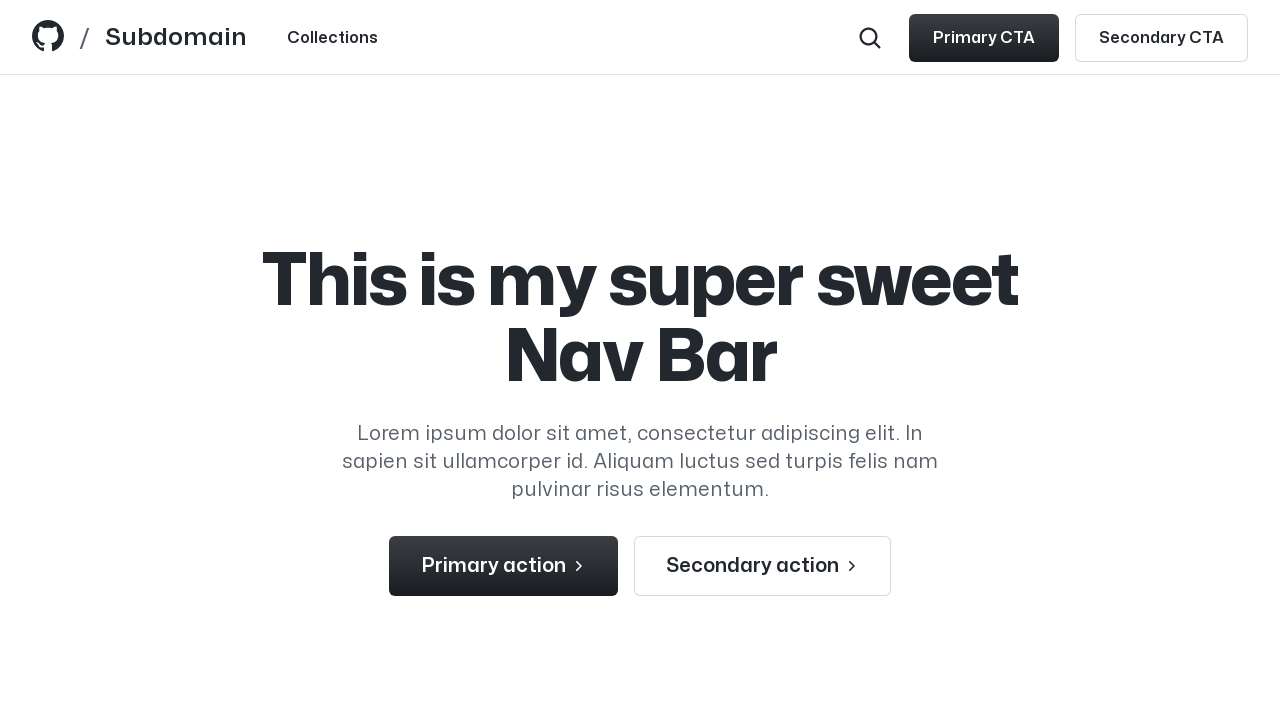 / Subdomain Collections Primary CTA Secondary CTA
This is my super sweet
Nav Bar
Lorem ipsum dolor sit amet, consectetur adipiscing elit. In
sapien sit ullamcorper id. Aliquam luctus sed turpis felis nam
pulvinar risus elementum.
Primary action Secondary action